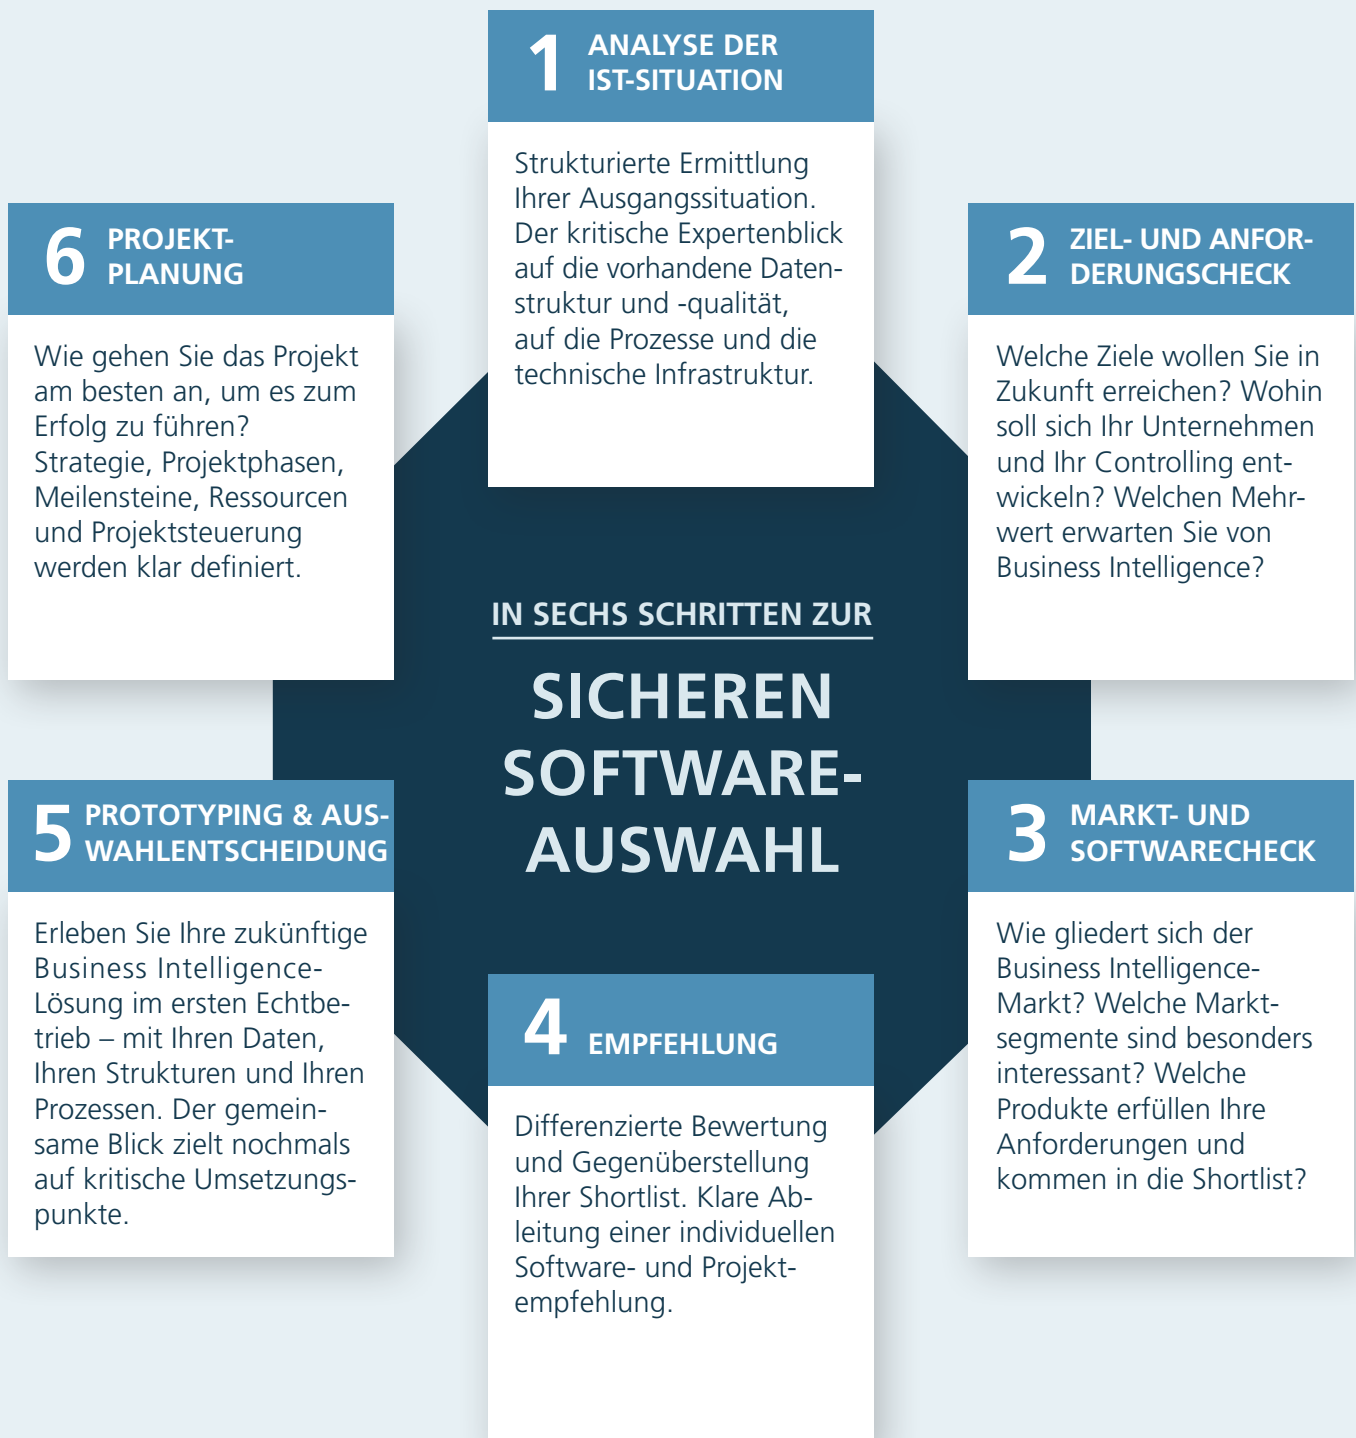 1 ANALYSE DER
IST-SITUATION
Strukturierte Ermittlung
Ihrer Ausgangssituation.
Der kritische Expertenblick
auf die vorhandene Daten-
struktur und -qualität,
auf die Prozesse und die
technische Infrastruktur.
2 ZIEL- UND ANFOR-
DERUNGSCHECK
Welche Ziele wollen Sie in
Zukunft erreichen? Wohin
soll sich Ihr Unternehmen
und Ihr Controlling ent-
wickeln? Welchen Mehr-
wert erwarten Sie von
Business Intelligence?
3 MARKT- UND
SOFTWARECHECK
Wie gliedert sich der
Business Intelligence-
Markt? Welche Markt-
segmente sind besonders
interessant? Welche
Produkte erfüllen Ihre
Anforderungen und
kommen in die Shortlist?
4 EMPFEHLUNG
Differenzierte Bewertung
und Gegenüberstellung
Ihrer Shortlist. Klare Ab-
leitung einer individuellen
Software- und Projekt-
empfehlung.
5 PROTOTYPING & AUS-
WAHLENTSCHEIDUNG
Erleben Sie Ihre zukünftige
Business Intelligence-
Lösung im ersten Echtbe-
trieb – mit Ihren Daten,
Ihren Strukturen und Ihren
Prozessen. Der gemein-
same Blick zielt nochmals
auf kritische Umsetzungs-
punkte.
6 PROJEKT-
PLANUNG
Wie gehen Sie das Projekt
am besten an, um es zum
Erfolg zu führen?
Strategie, Projektphasen,
Meilensteine, Ressourcen
und Projektsteuerung
werden klar definiert.
IN SECHS SCHRITTEN ZUR
SICHEREN
SOFTWARE-
AUSWAHL